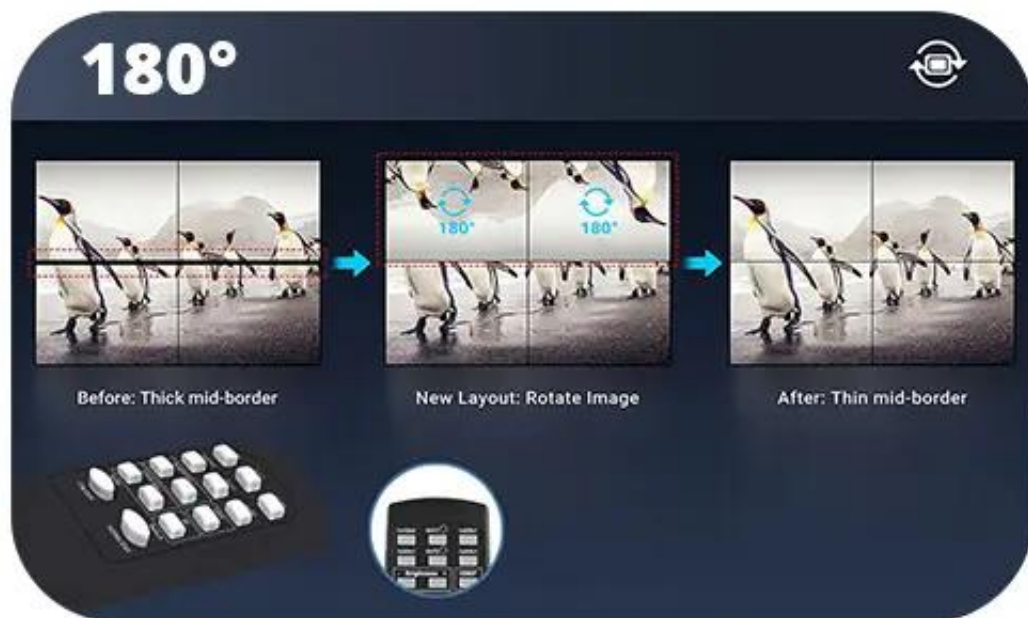 180°
180°
180°
Before: Thick mid-border
New Layout: Rotate Image
After: Thin mid-border
Brightness